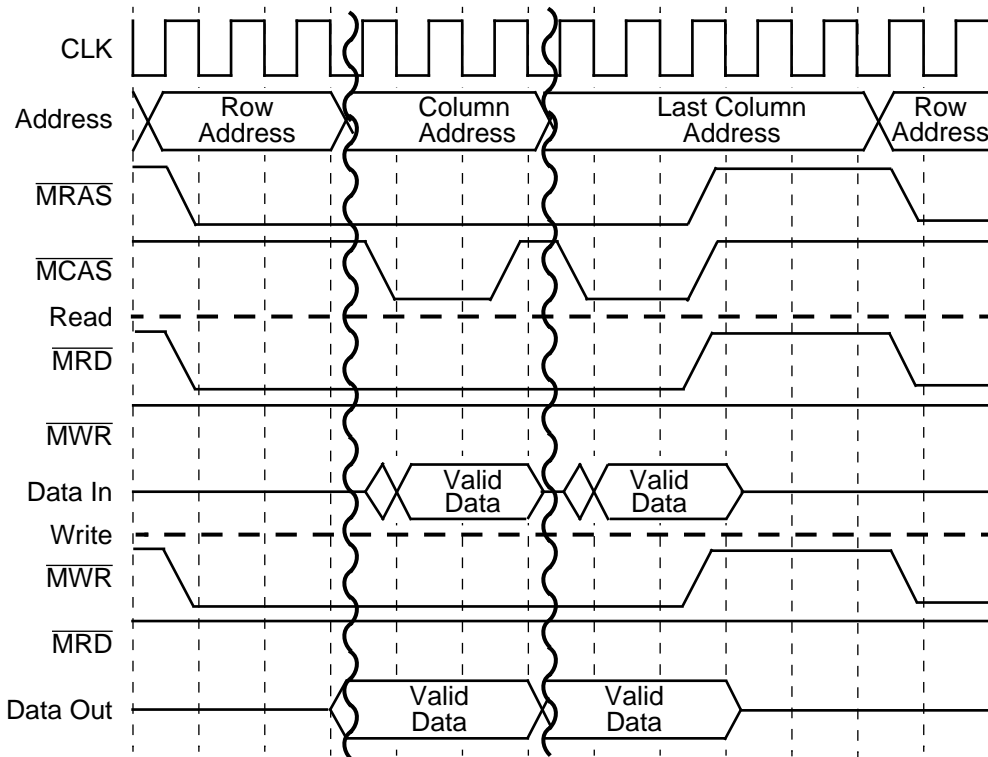 CLK
Address
Row
Address
Column
Address
Last Column
Address
Row
Address
MRAS
MCAS
Read
MRD
MWR
Data In
Valid
Data
Valid
Data
Write
MWR
MRD
Data Out
Valid
Data
Valid
Data